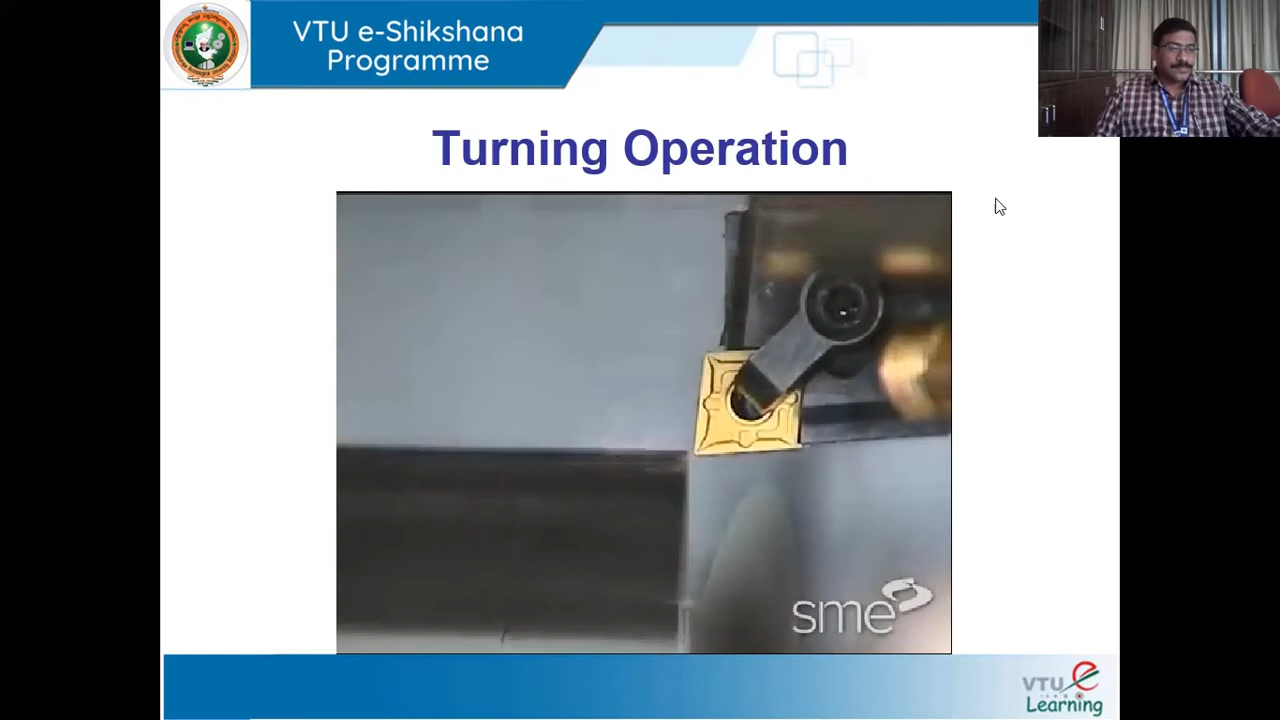 VTU e-Shikshana
Programme
Turning Operation
sme
VTU e
Learning